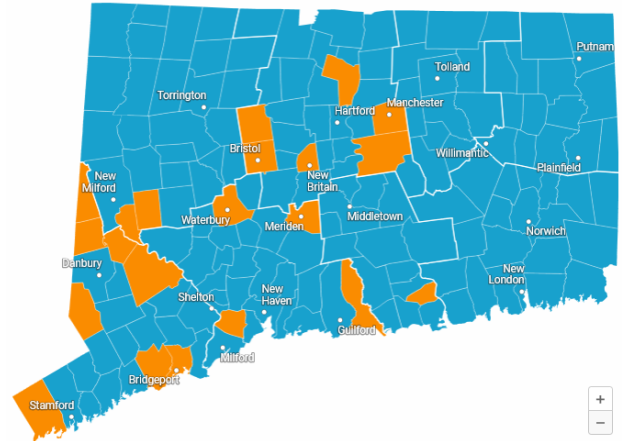 Putnam
Tolland
Torrington
Manchester
Hartford
Bristol
Willimantic
Plainfield
New
Milford
New
Britain
Waterbury
Middletown
Meriden
Norwich
Danbury
New
London
Shelton
New
Haven
Guilford
Milford
Bridgeport
Stamford
+
−